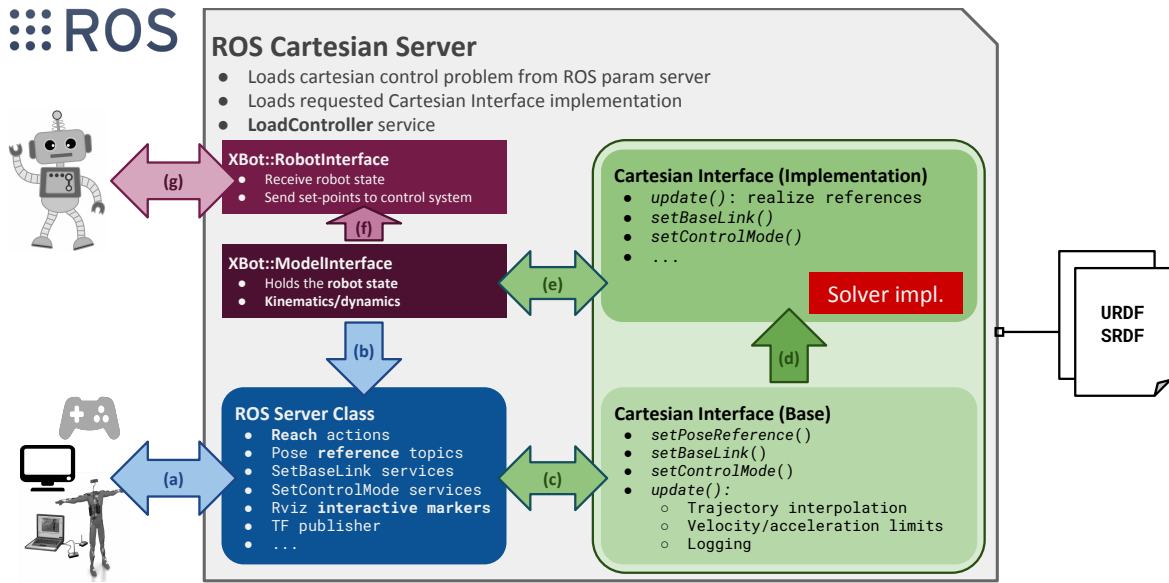 ROS
ROS Cartesian Server
● Loads cartesian control problem from ROS param server
● Loads requested Cartesian Interface implementation
● LoadController service
XBot::RobotInterface
● Receive robot state
● Send set-points to control system
(g)
(f)
XBot::ModelInterface
● Holds the robot state
● Kinematics/dynamics
(e)
Cartesian Interface (Implementation)
● update(): realize references
● setBaseLink()
● setControlMode()
● ...
Solver impl.
URDF
SRDF
(b)
(d)
ROS Server Class
● Reach actions
● Pose reference topics
● SetBaseLink services
● SetControlMode services
● Rviz interactive markers
● TF publisher
● ...
(a)
(c)
Cartesian Interface (Base)
● setPoseReference()
● setBaseLink()
● setControlMode()
● update():
○ Trajectory interpolation
○ Velocity/acceleration limits
○ Logging